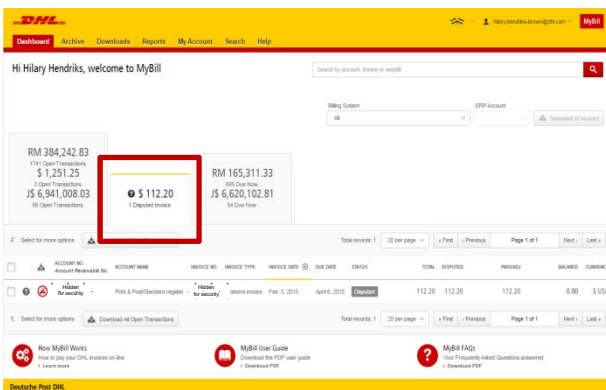 DHL
hilary.hendriks-brown@dhl.com
MyBill
Dashboard Archive Downloads Reports My Account Search Help
Hi Hilary Hendriks, welcome to MyBill
Search by account, invoice or waybill
Billing System
ERP Account
All
Statement of Account
RM 384,242.83
1741 Open Transactions
$ 1,251.25
3 Open Transactions
J$ 6,941,008.03
60 Open Transactions
$ 112.20
1 Disputed Invoice
RM 165,311.33
695 Due Now
J$ 6,620,102.81
54 Due Now
Select for more options
Total records: 1 20 per page « First ‹ Previous Page 1 of 1 Next › Last »
ACCOUNT NO. ACCOUNT NAME INVOICE NO. INVOICE TYPE INVOICE DATE DUE DATE STATUS TOTAL DISPUTED PAID/ADJ BALANCE CURRENC
Account Receivable No.
Hidden for security Print & Post/Standard register - Hidden for security invoice Feb. 5, 2015 April 6, 2015 Disputed 112.20 112.20 112.20 0.00 $ US
Select for more options Download All Open Transactions Total records: 1 20 per page « First ‹ Previous Page 1 of 1 Next › Last »
How MyBill Works
How to pay your DHL invoices on-line
› Learn more
MyBill User Guide
Download the PDF user guide
› Download PDF
MyBill FAQs
Your Frequently Asked Questions answered
› Download PDF
Deutsche Post DHL